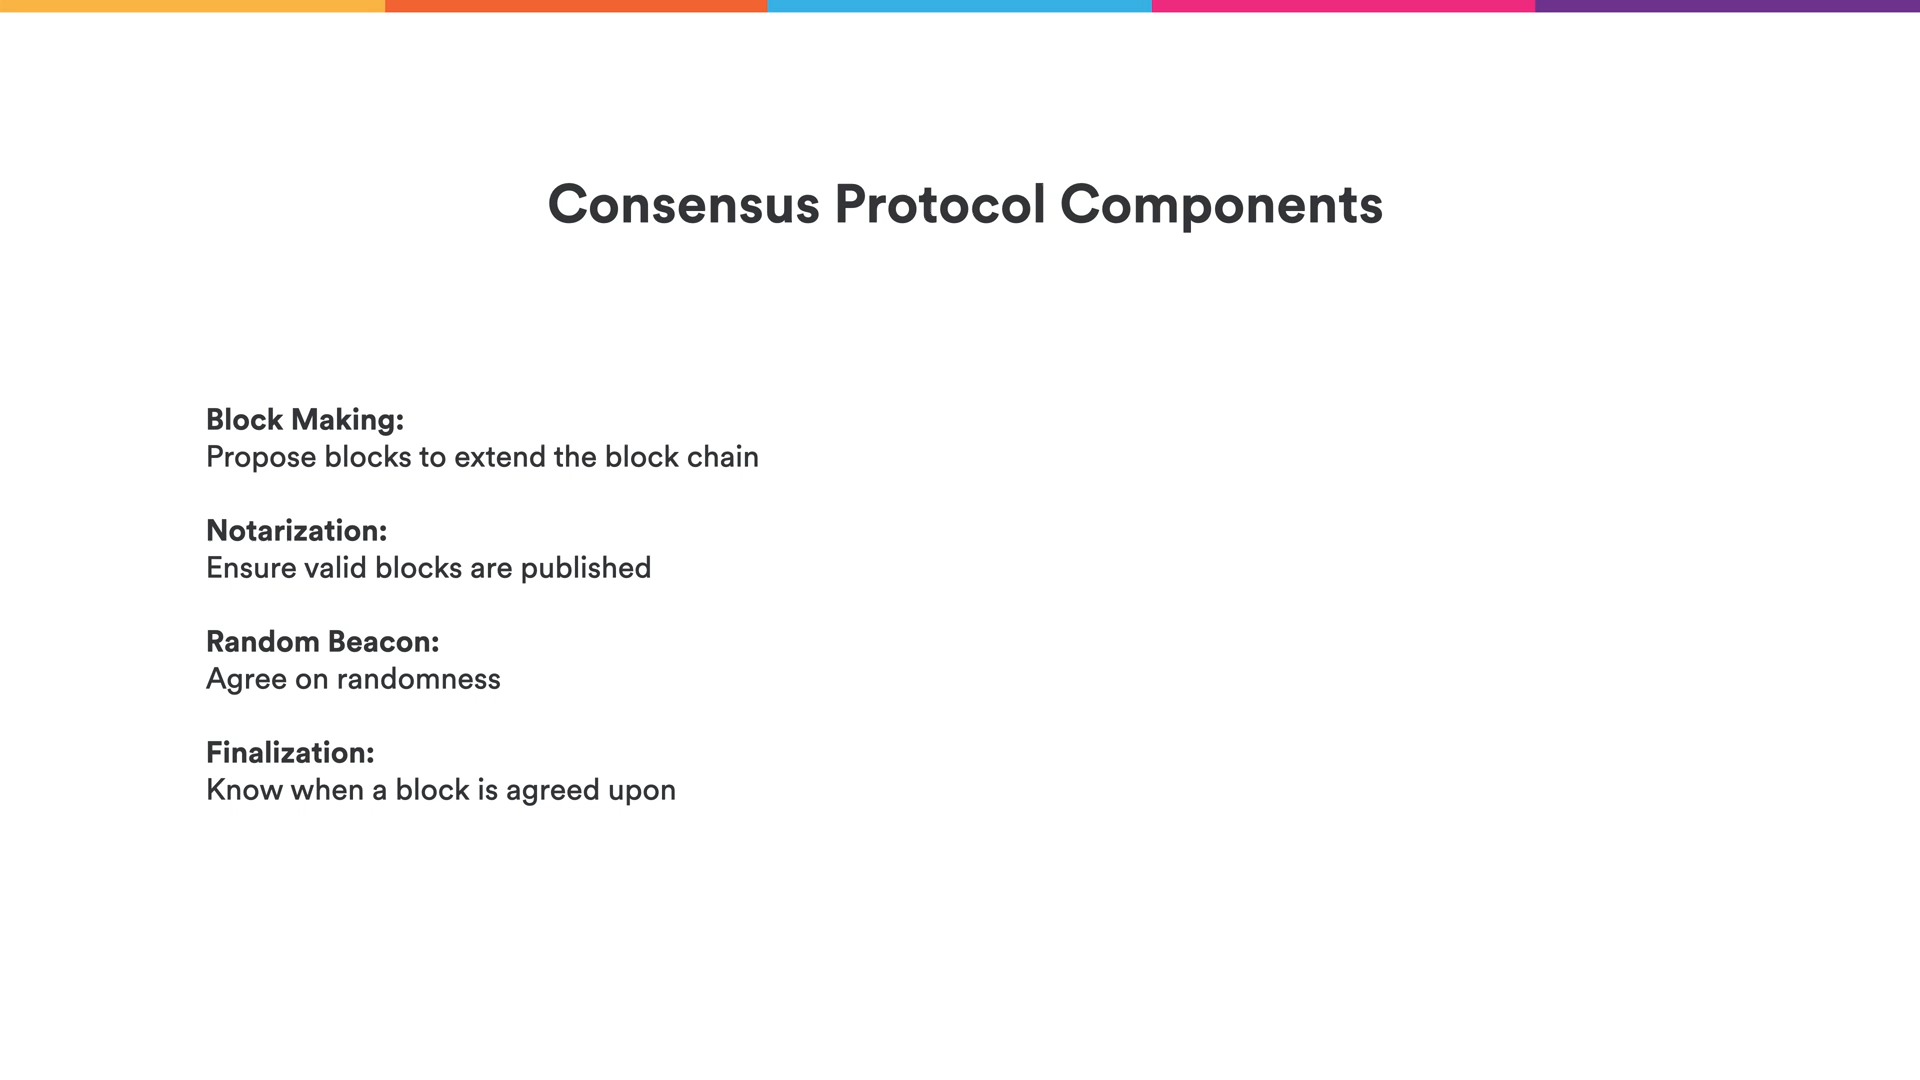 Consensus Protocol Components
Block Making:
Propose blocks to extend the block chain
Notarization:
Ensure valid blocks are published
Random Beacon:
Agree on randomness
Finalization:
Know when a block is agreed upon